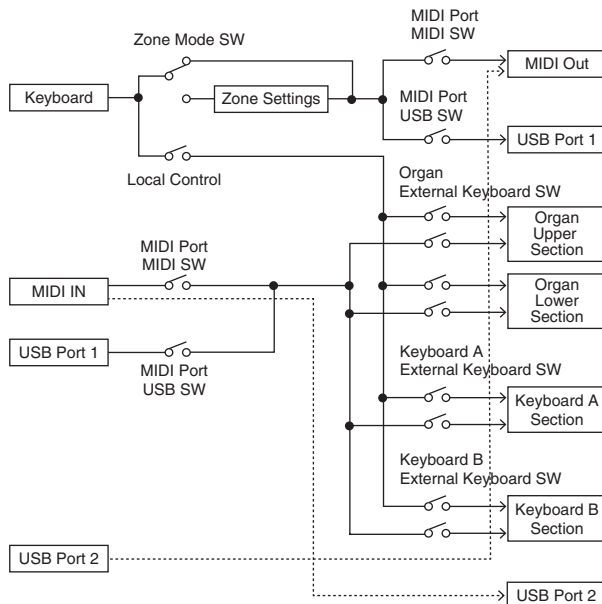 MIDI Port
MIDI SW
Zone Mode SW
MIDI Out
Keyboard
Zone Settings
MIDI Port
USB SW
USB Port 1
Local Control
Organ
External Keyboard SW
Organ
Upper
Section
MIDI Port
MIDI SW
MIDI IN
Organ
Lower
Section
USB Port 1
MIDI Port
USB SW
Keyboard A
External Keyboard SW
Keyboard A
Section
Keyboard B
External Keyboard SW
Keyboard B
Section
USB Port 2
USB Port 2